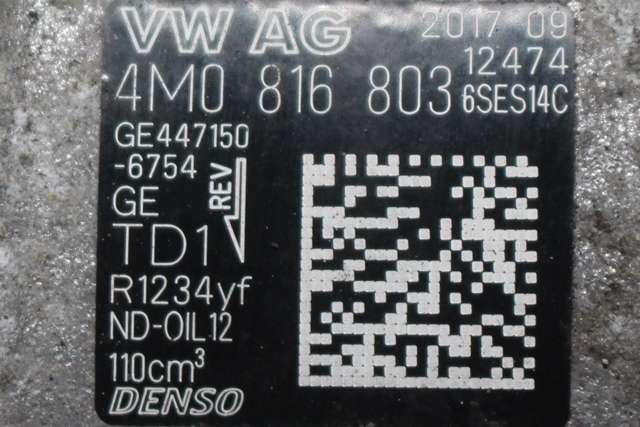 VW AG 2017 09
12474
4M0 816 803 6SES14C
GE447150
-6754
REV
GE
TD1
R1234yf
ND-OIL12
110cm³
DENSO